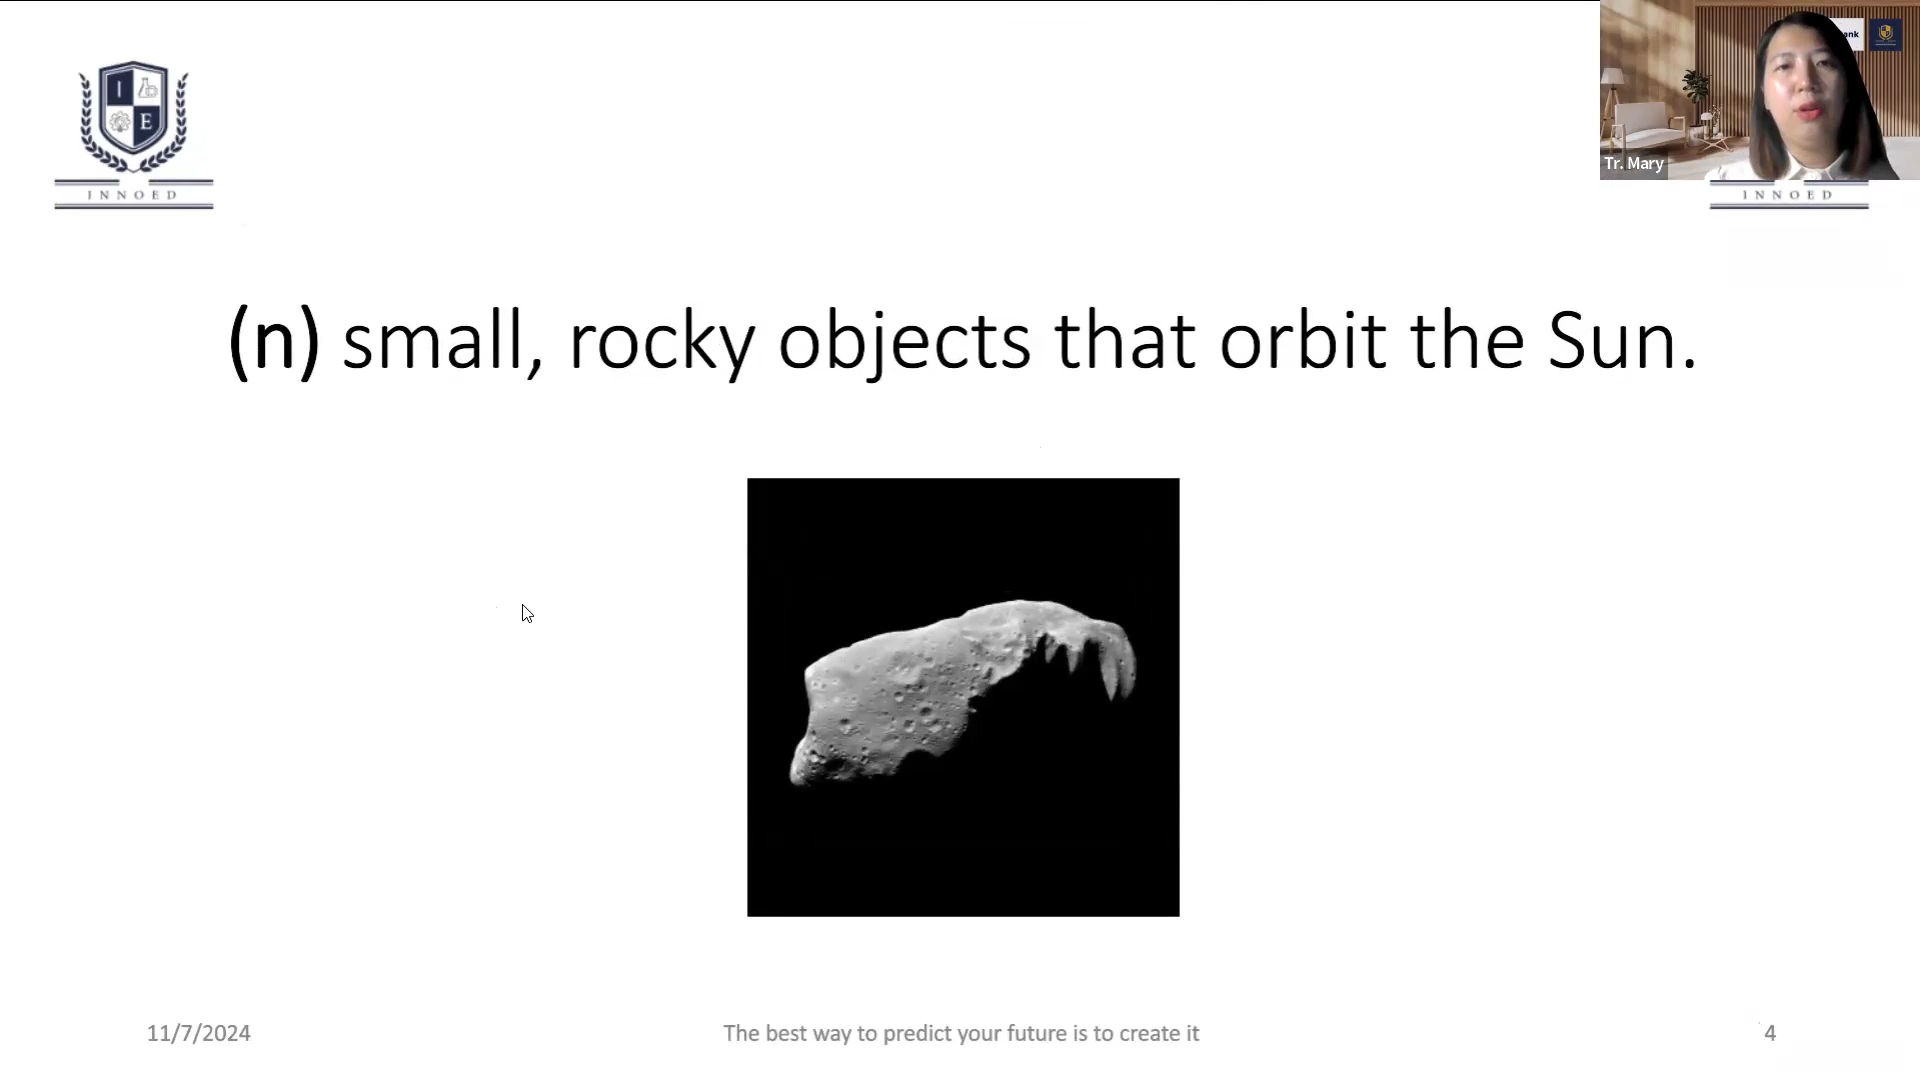 I
E
INNOED
ank
Tr. Mary
INNOED
(n) small, rocky objects that orbit the Sun.
11/7/2024
The best way to predict your future is to create it
4